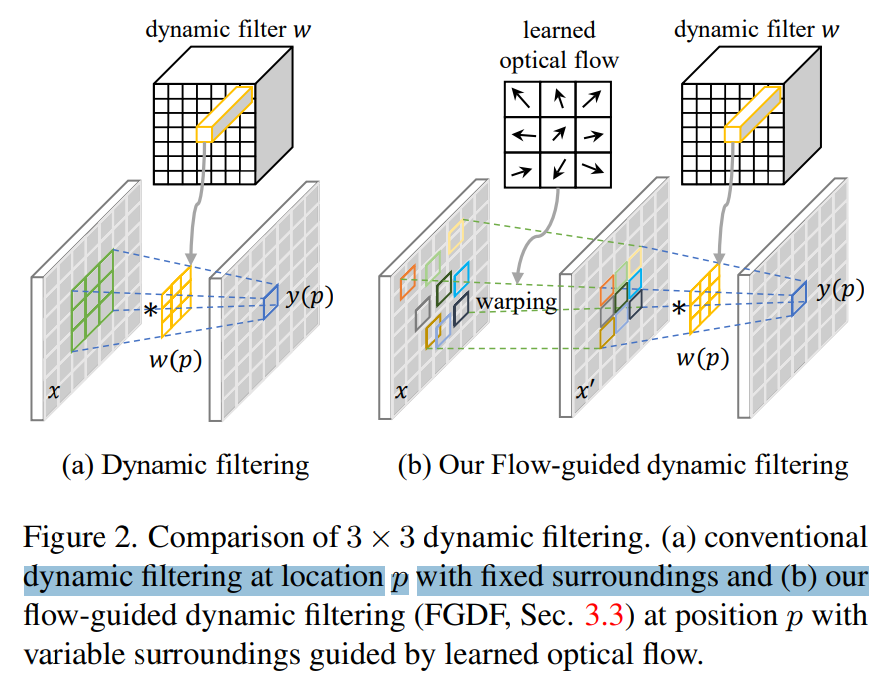 dynamic filter w
learned
optical flow
dynamic filter w
*
w(p)
y(p)
x
warping
*
w(p)
y(p)
x
x′
(a) Dynamic filtering
(b) Our Flow-guided dynamic filtering
Figure 2. Comparison of 3 × 3 dynamic filtering. (a) conventional
dynamic filtering at location p with fixed surroundings and (b) our
flow-guided dynamic filtering (FGDF, Sec. 3.3) at position p with
variable surroundings guided by learned optical flow.